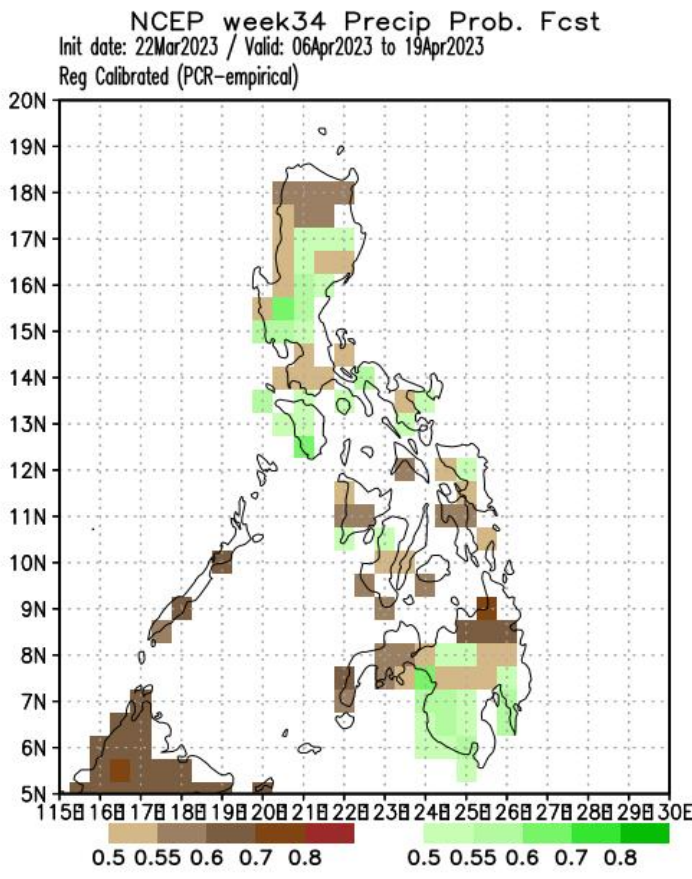 NCEP week34 Precip Prob. Fcst
Init date: 22Mar2023 / Valid: 06Apr2023 to 19Apr2023
Reg Calibrated (PCR-empirical)
20N
19N
18N
17N
16N
15N
14N
13N
12N
11N
10N
9N
8N
7N
6N
5N
115E 116E 117E 118E 119E 120E 121E 122E 123E 124E 125E 126E 127E 128E 129E 130E
0.5 0.55 0.6 0.7 0.8 0.5 0.55 0.6 0.7 0.8